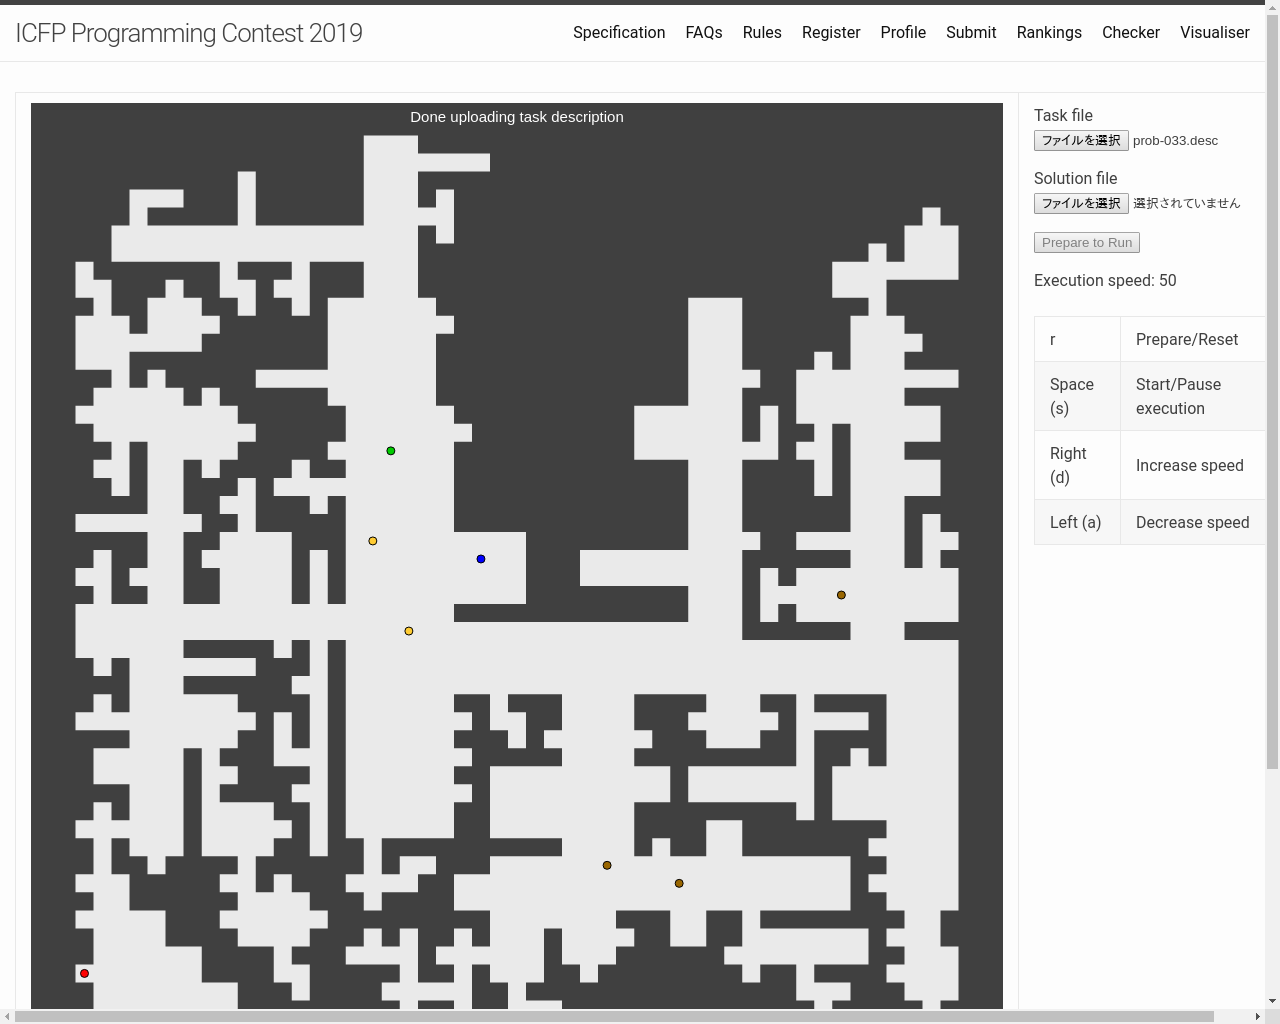 ICFP Programming Contest 2019
Specification FAQs Rules Register Profile Submit Rankings Checker Visualiser
Done uploading task description
Task file
ファイルを選択 prob-033.desc
Solution file
ファイルを選択 選択されていません
Prepare to Run
Execution speed: 50
r Prepare/Reset
Space (s) Start/Pause execution
Right (d) Increase speed
Left (a) Decrease speed